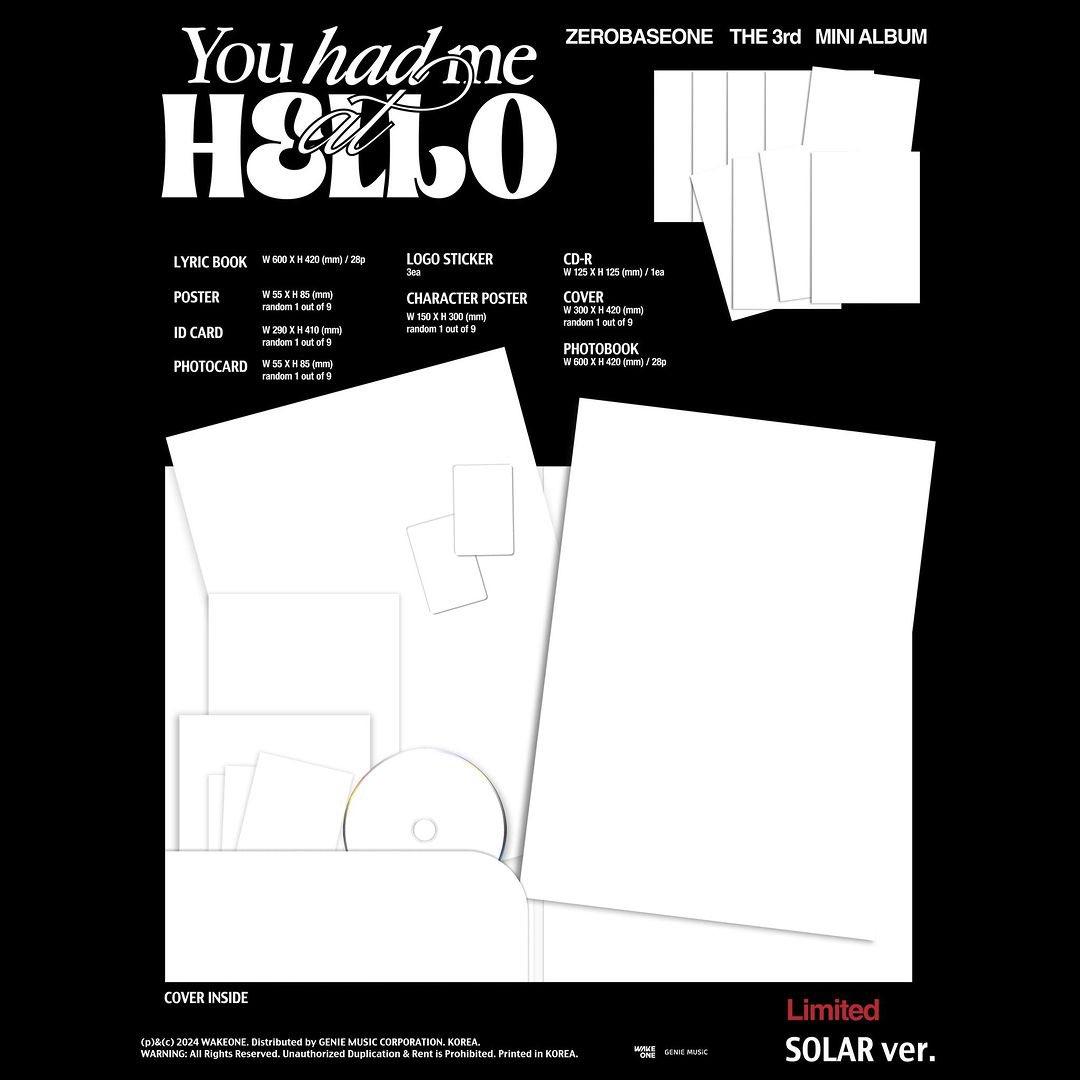 You had me
at
HELLO
ZEROBASEONE THE 3rd MINI ALBUM
LYRIC BOOK W 600 X H 420 (mm) / 28p
POSTER W 55 X H 85 (mm)
random 1 out of 9
ID CARD W 290 X H 410 (mm)
random 1 out of 9
PHOTOCARD W 55 X H 85 (mm)
random 1 out of 9
LOGO STICKER
3ea
CHARACTER POSTER
W 150 X H 300 (mm)
random 1 out of 9
CD-R
W 125 X H 125 (mm) / 1ea
COVER
W 300 X H 420 (mm)
random 1 out of 9
PHOTOBOOK
W 600 X H 420 (mm) / 28p
COVER INSIDE
Limited
SOLAR ver.
(p)&(c) 2024 WAKEONE. Distributed by GENIE MUSIC CORPORATION. KOREA.
WARNING: All Rights Reserved. Unauthorized Duplication & Rent is Prohibited. Printed in KOREA.
WAKE
ONE
GENIE MUSIC